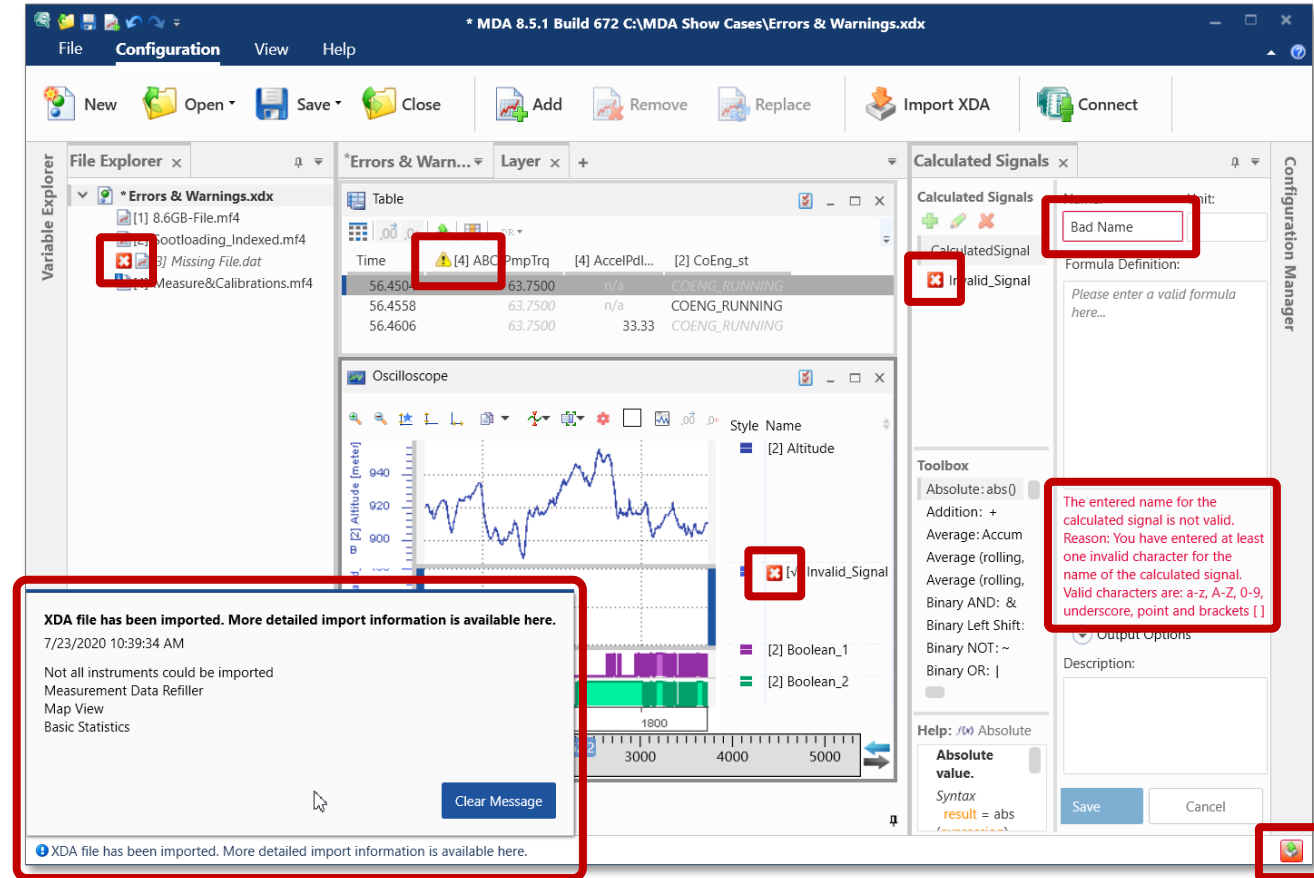 * MDA 8.5.1 Build 672 C:\MDA Show Cases\Errors & Warnings.xdx
File Configuration View Help
New Open Save Close Add Remove Replace Import XDA Connect
Variable Explorer
File Explorer
* Errors & Warnings.xdx
[1] 8.6GB-File.mf4
Sootloading_Indexed.mf4
Missing File.dat
Measure&Calibrations.mf4
*Errors & Warn... Layer
Table
Time [4] ABC PmpTrq [4] AccelPdl... [2] CoEng_st
56.4504 63.7500 n/a COENG_RUNNING
56.4558 63.7500 n/a COENG_RUNNING
56.4606 63.7500 33.33 COENG_RUNNING
Oscilloscope
Style Name
[2] Altitude
Invalid_Signal
[2] Boolean_1
[2] Boolean_2
B [2] Altitude [meter]
940
920
900
1800
3000 4000 5000
Calculated Signals
Calculated Signals
CalculatedSignal
Invalid_Signal
Toolbox
Absolute: abs()
Addition: +
Average: Accum
Average (rolling,
Average (rolling,
Binary AND: &
Binary Left Shift:
Binary NOT: ~
Binary OR: |
Help: f(x) Absolute
Absolute
value.
Syntax
result = abs
Unit:
Bad Name
Formula Definition:
Please enter a valid formula
here...
The entered name for the
calculated signal is not valid.
Reason: You have entered at least
one invalid character for the
name of the calculated signal.
Valid characters are: a-z, A-Z, 0-9,
underscore, point and brackets [ ]
Output Options
Description:
Save Cancel
Configuration Manager
XDA file has been imported. More detailed import information is available here.
7/23/2020 10:39:34 AM
Not all instruments could be imported
Measurement Data Refiller
Map View
Basic Statistics
Clear Message
XDA file has been imported. More detailed import information is available here.